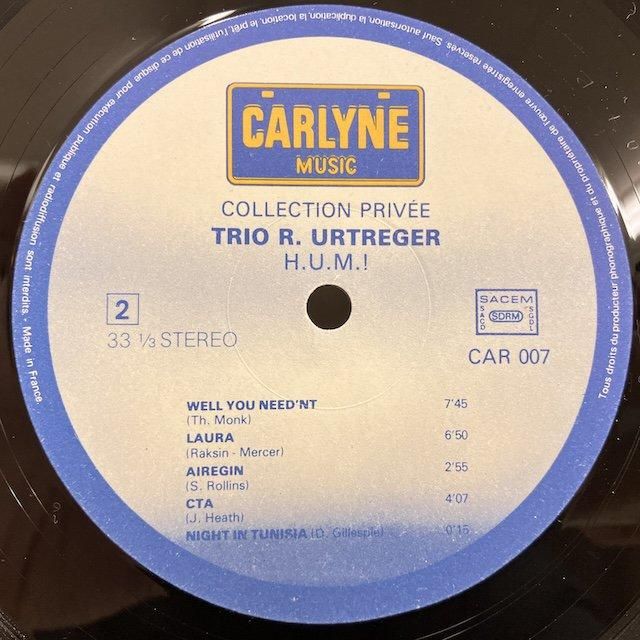 Tous droits du producteur phonographique et du propriétaire de l'œuvre enregistrée réservés. Sauf autorisation, la duplication, la location, le prêt, l'utilisation de ce disque pour exécution publique et radiodiffusion sont interdits. • Made in France.
CARLYNE
MUSIC
COLLECTION PRIVÉE
TRIO R. URTREGER
H.U.M.!
2
33 1/3 STEREO
SACEM
SACD SDRM SGDL
CAR 007
WELL YOU NEED'NT 7'45
(Th. Monk)
LAURA 6'50
(Raksin - Mercer)
AIREGIN 2'55
(S. Rollins)
CTA 4'07
(J. Heath)
NIGHT IN TUNISIA (D. Gillespie) 0'15